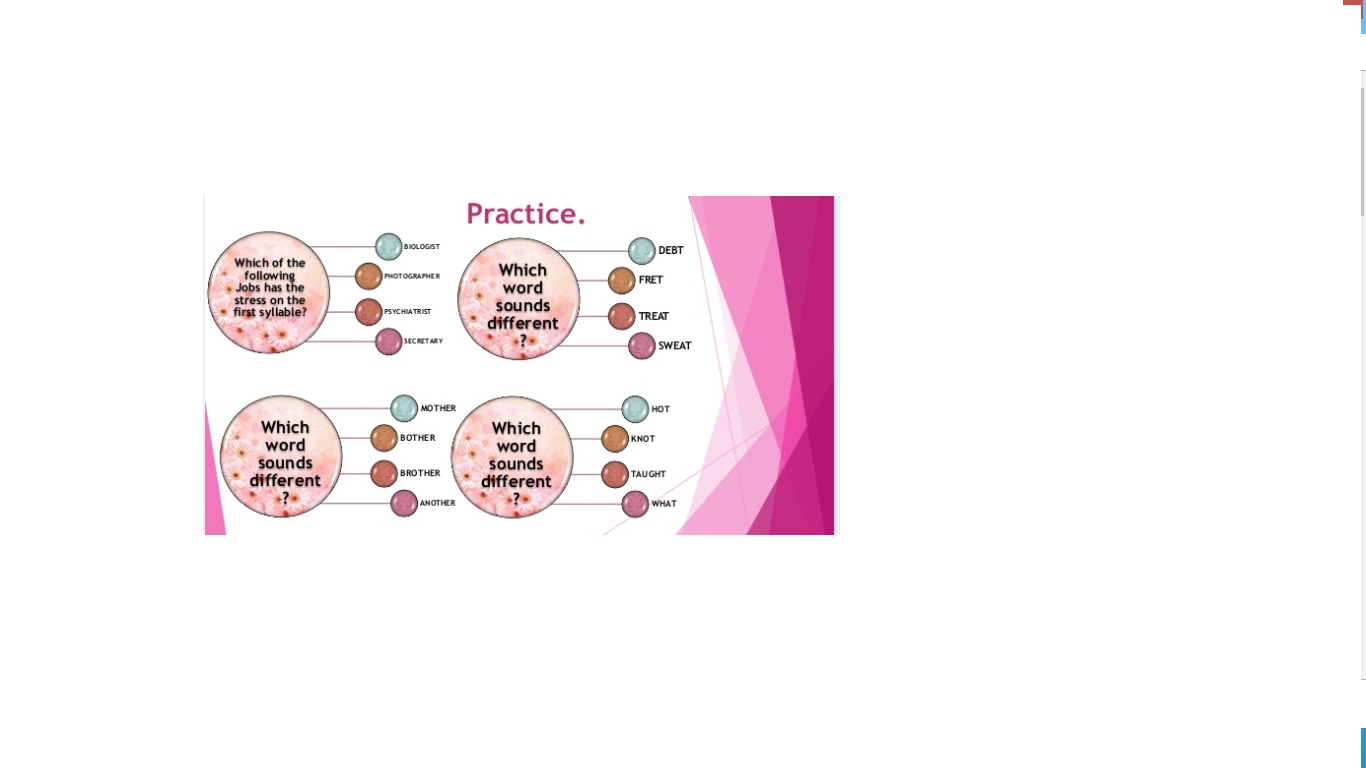 Practice.
Which of the
following
Jobs has the
stress on the
first syllable?
BIOLOGIST
PHOTOGRAPHER
PSYCHIATRIST
SECRETARY
Which
word
sounds
different
?
DEBT
FRET
TREAT
SWEAT
Which
word
sounds
different
?
MOTHER
BOTHER
BROTHER
ANOTHER
Which
word
sounds
different
?
HOT
KNOT
TAUGHT
WHAT